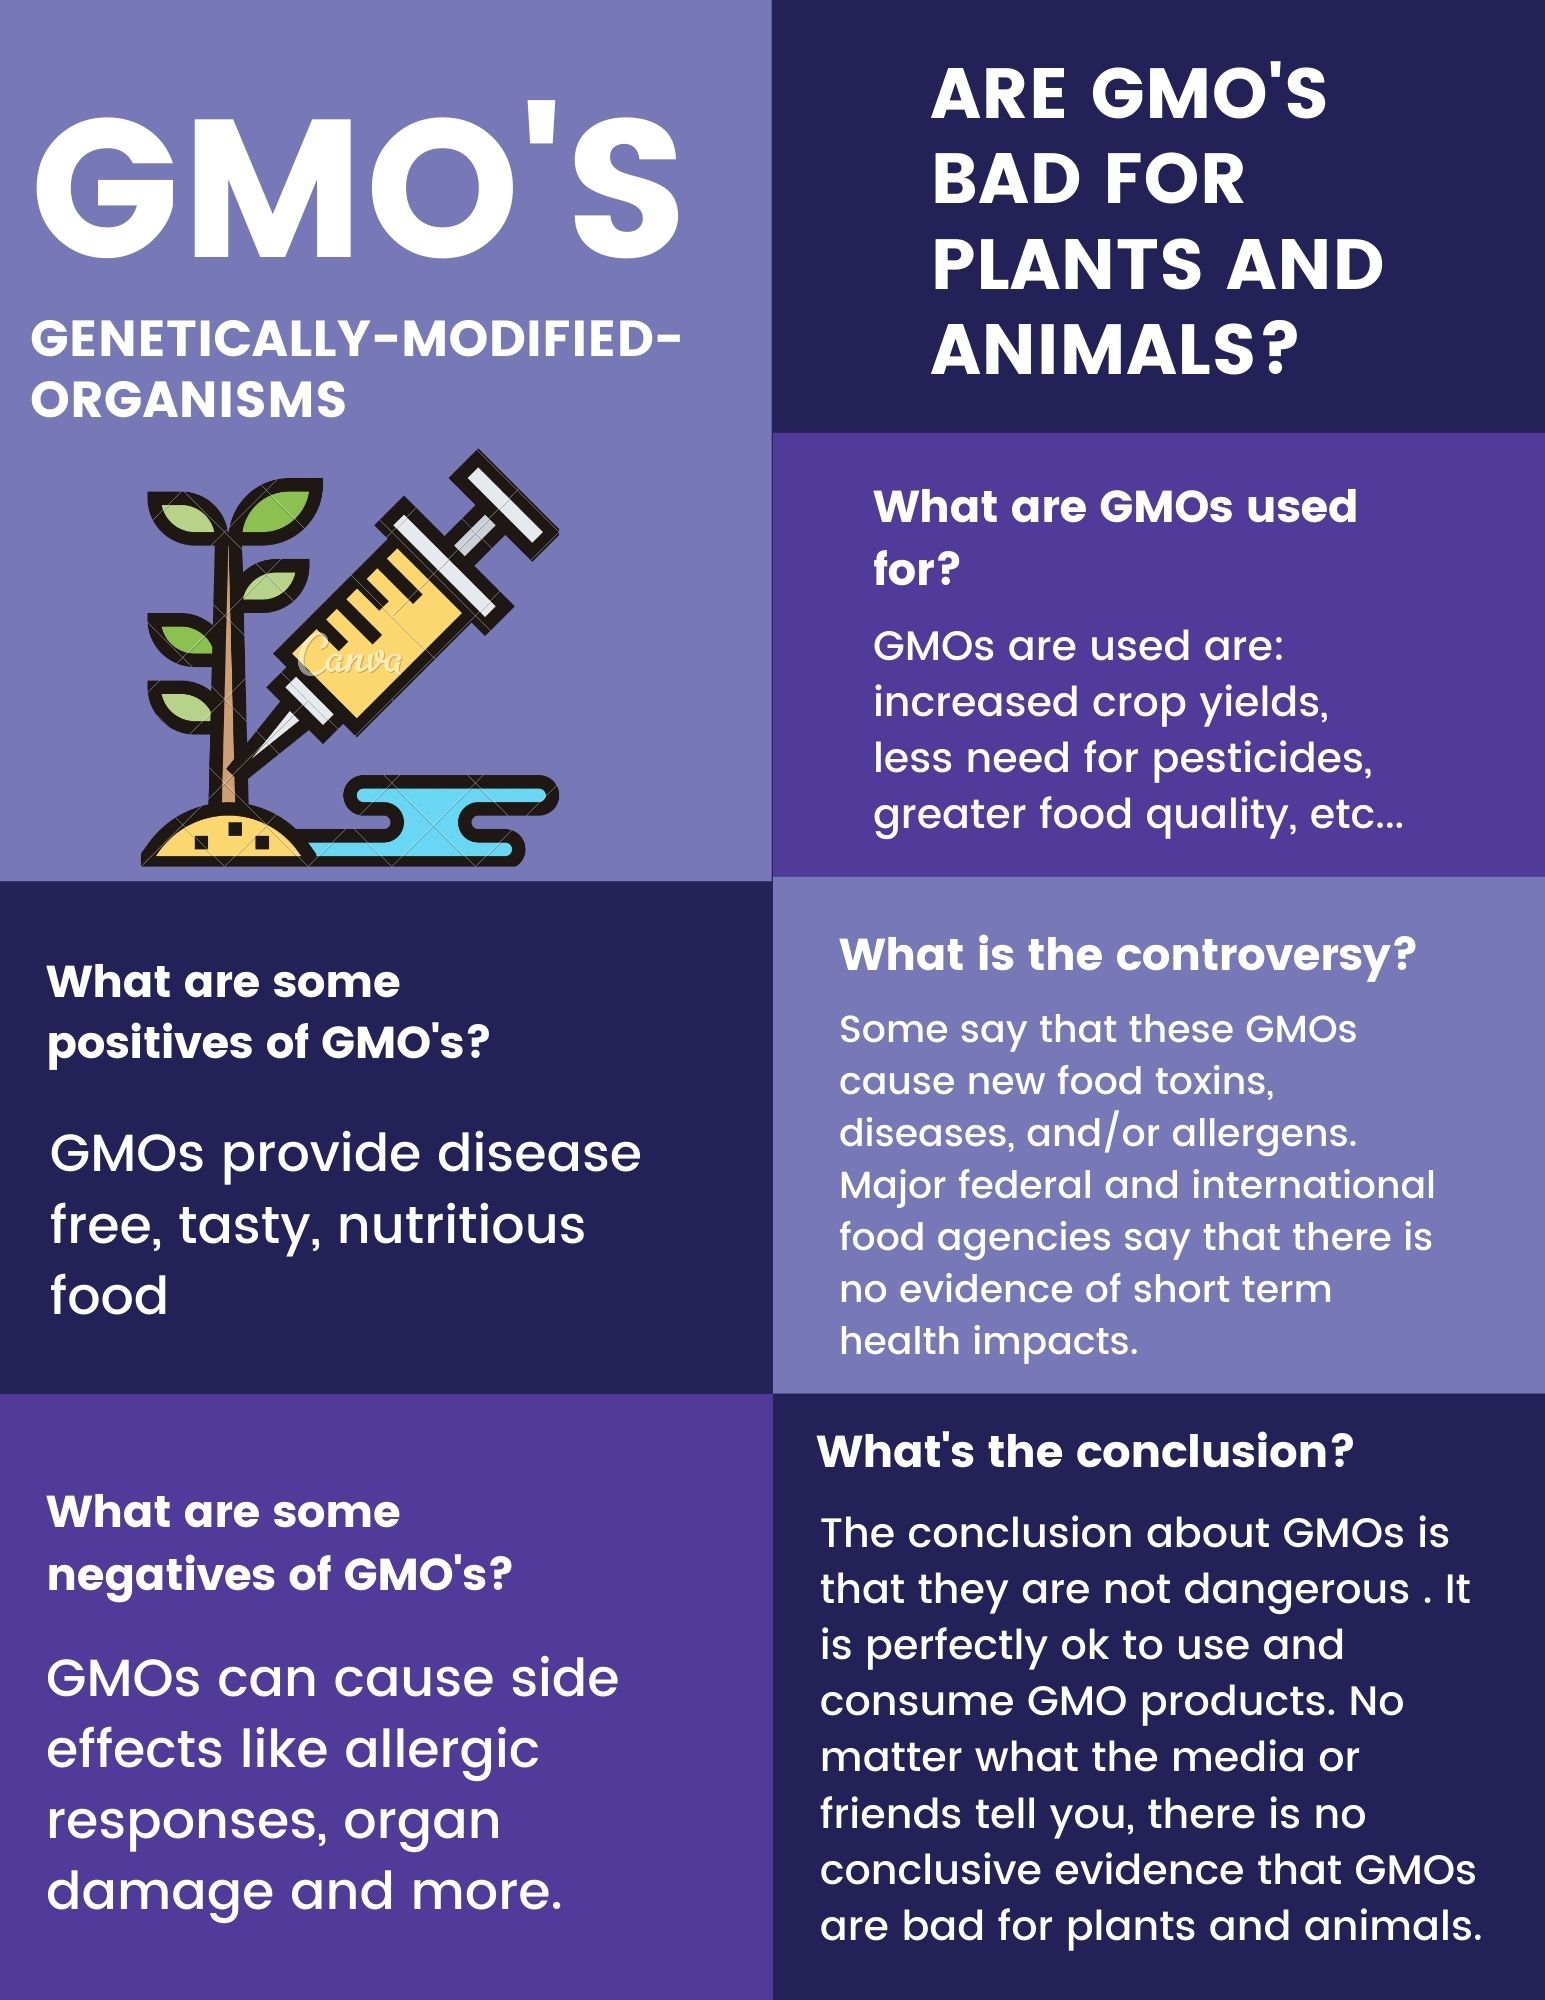 GMO'S
GENETICALLY-MODIFIED-
ORGANISMS
Canva
ARE GMO'S
BAD FOR
PLANTS AND
ANIMALS?
What are GMOs used
for?
GMOs are used are:
increased crop yields,
less need for pesticides,
greater food quality, etc...
What are some
positives of GMO's?
GMOs provide disease
free, tasty, nutritious
food
What is the controversy?
Some say that these GMOs
cause new food toxins,
diseases, and/or allergens.
Major federal and international
food agencies say that there is
no evidence of short term
health impacts.
What are some
negatives of GMO's?
GMOs can cause side
effects like allergic
responses, organ
damage and more.
What's the conclusion?
The conclusion about GMOs is
that they are not dangerous . It
is perfectly ok to use and
consume GMO products. No
matter what the media or
friends tell you, there is no
conclusive evidence that GMOs
are bad for plants and animals.